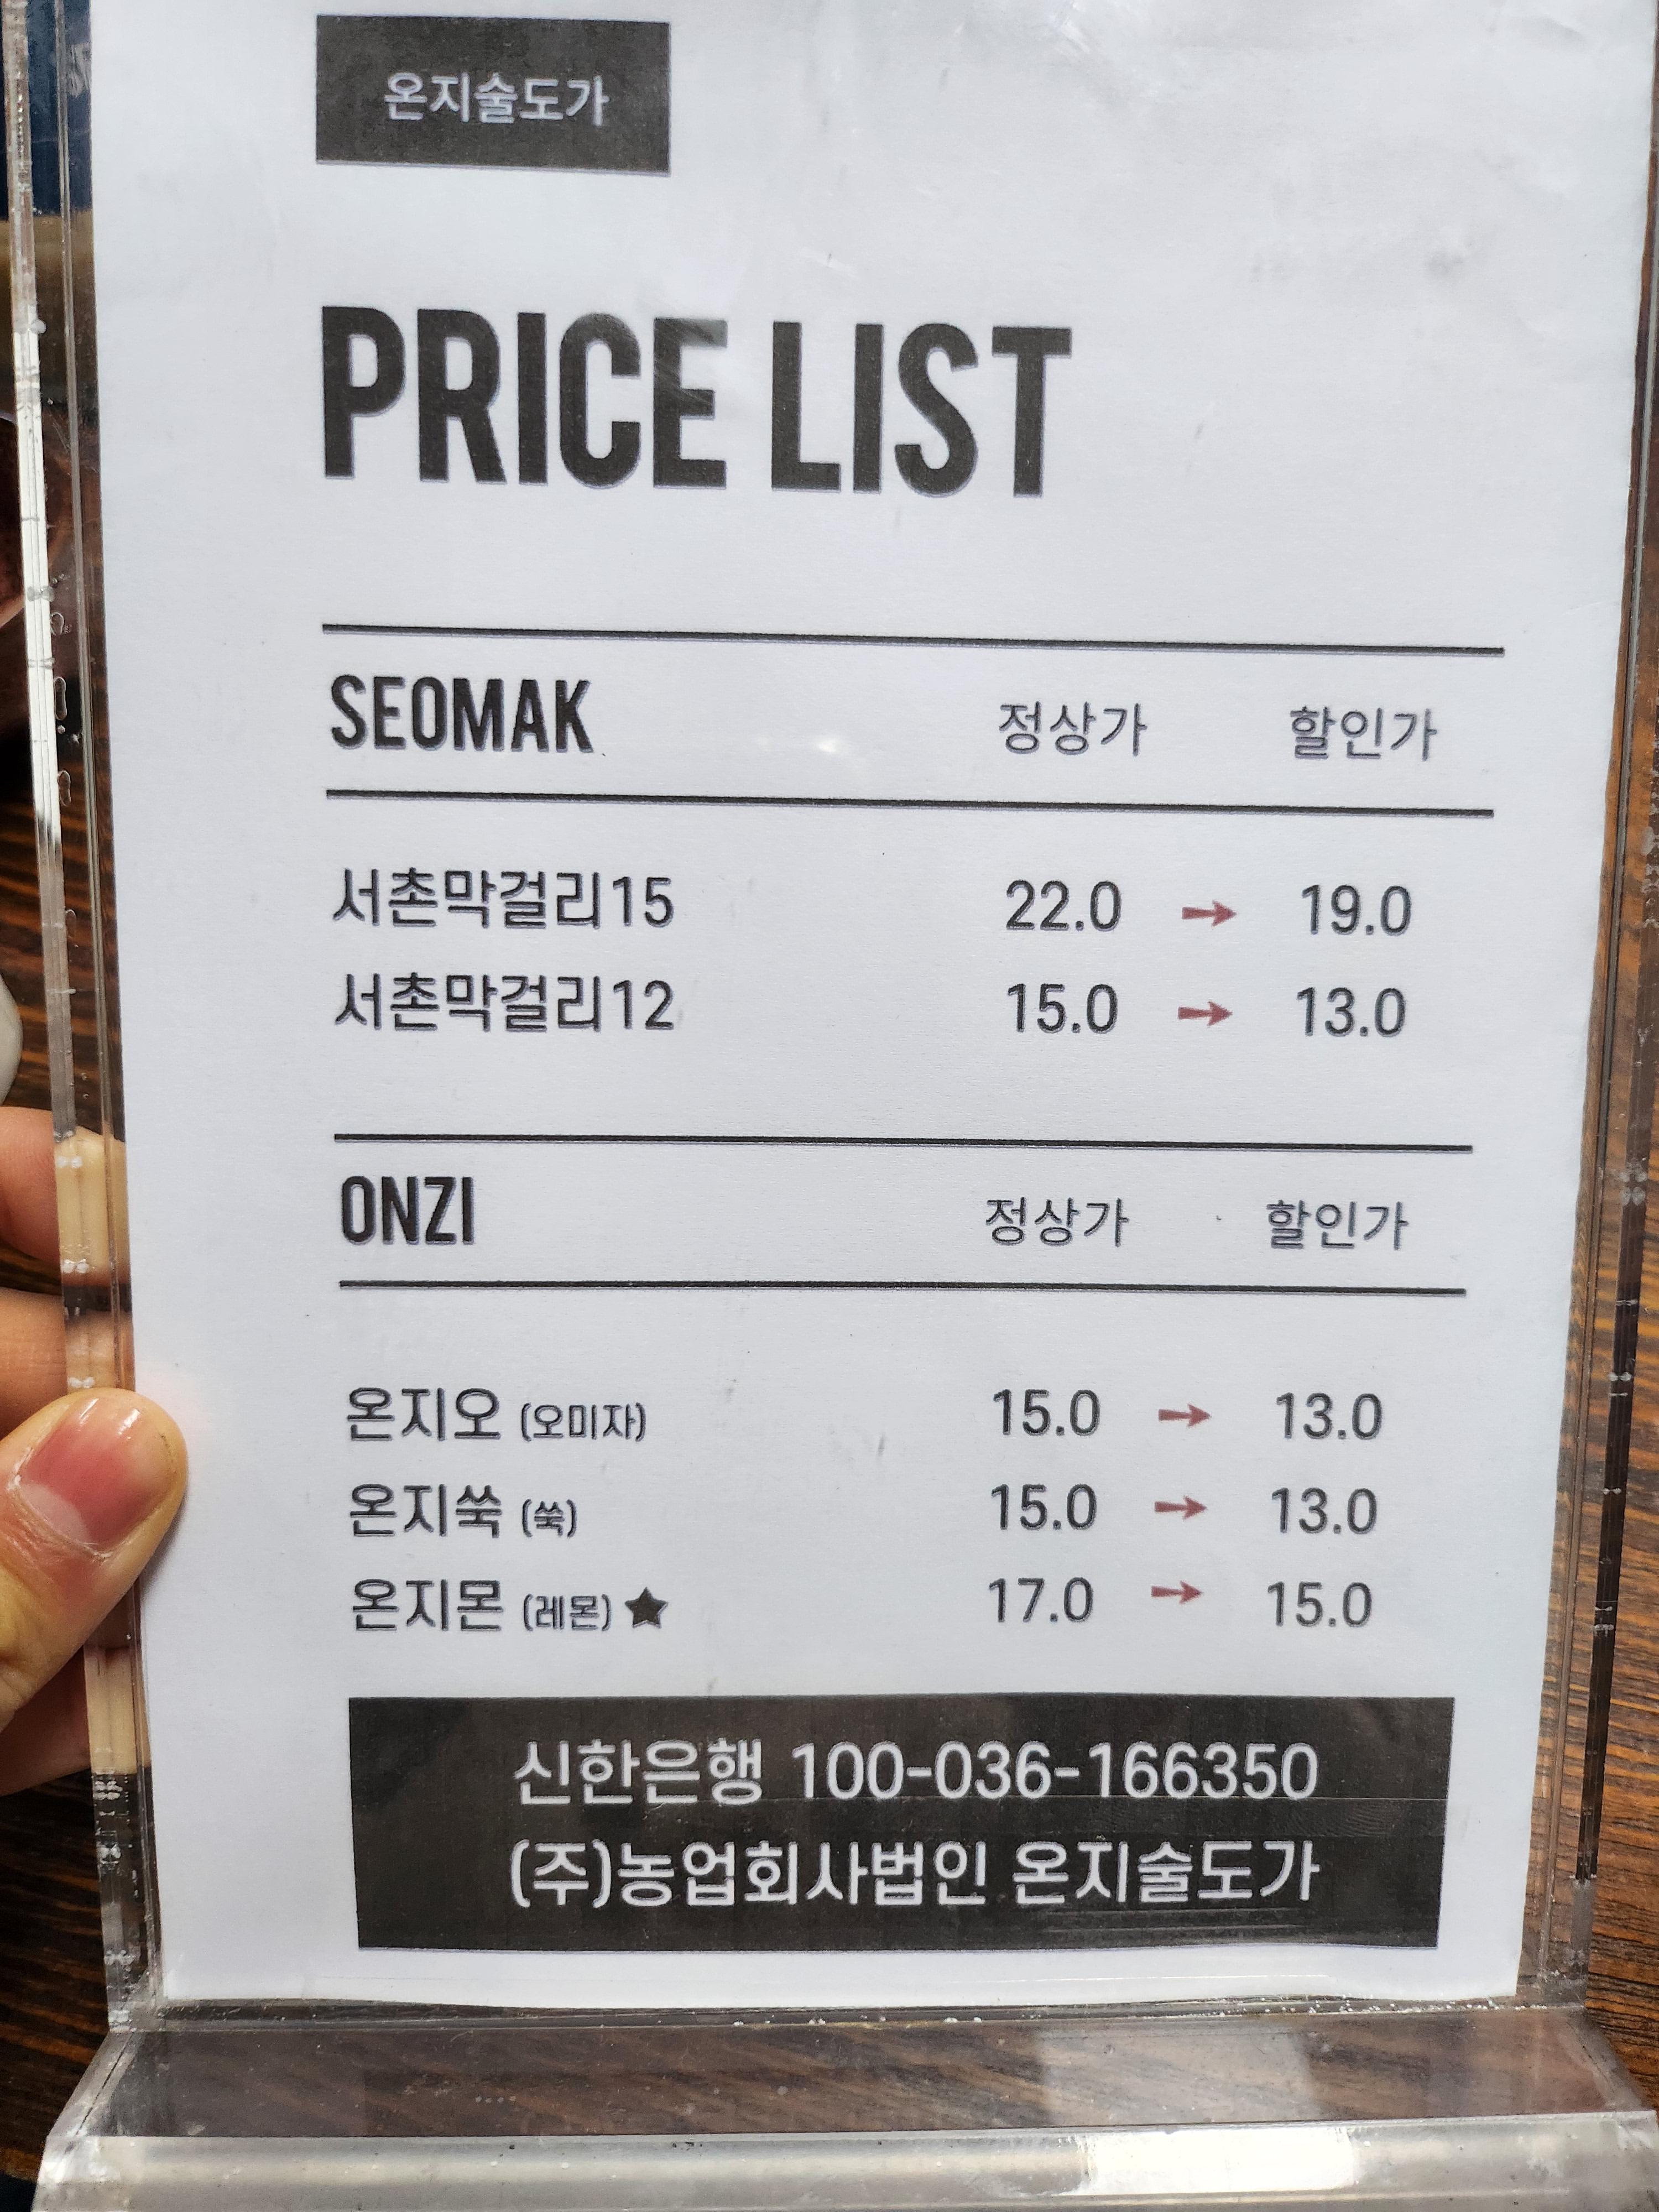 온지술도가
PRICE LIST
SEOMAK 정상가 할인가
서촌막걸리15 22.0 → 19.0
서촌막걸리12 15.0 → 13.0
ONZI 정상가 할인가
온지오 (오미자) 15.0 → 13.0
온지쑥 (쑥) 15.0 → 13.0
온지몬 (레몬) ★ 17.0 → 15.0
신한은행 100-036-166350
(주)농업회사법인 온지술도가